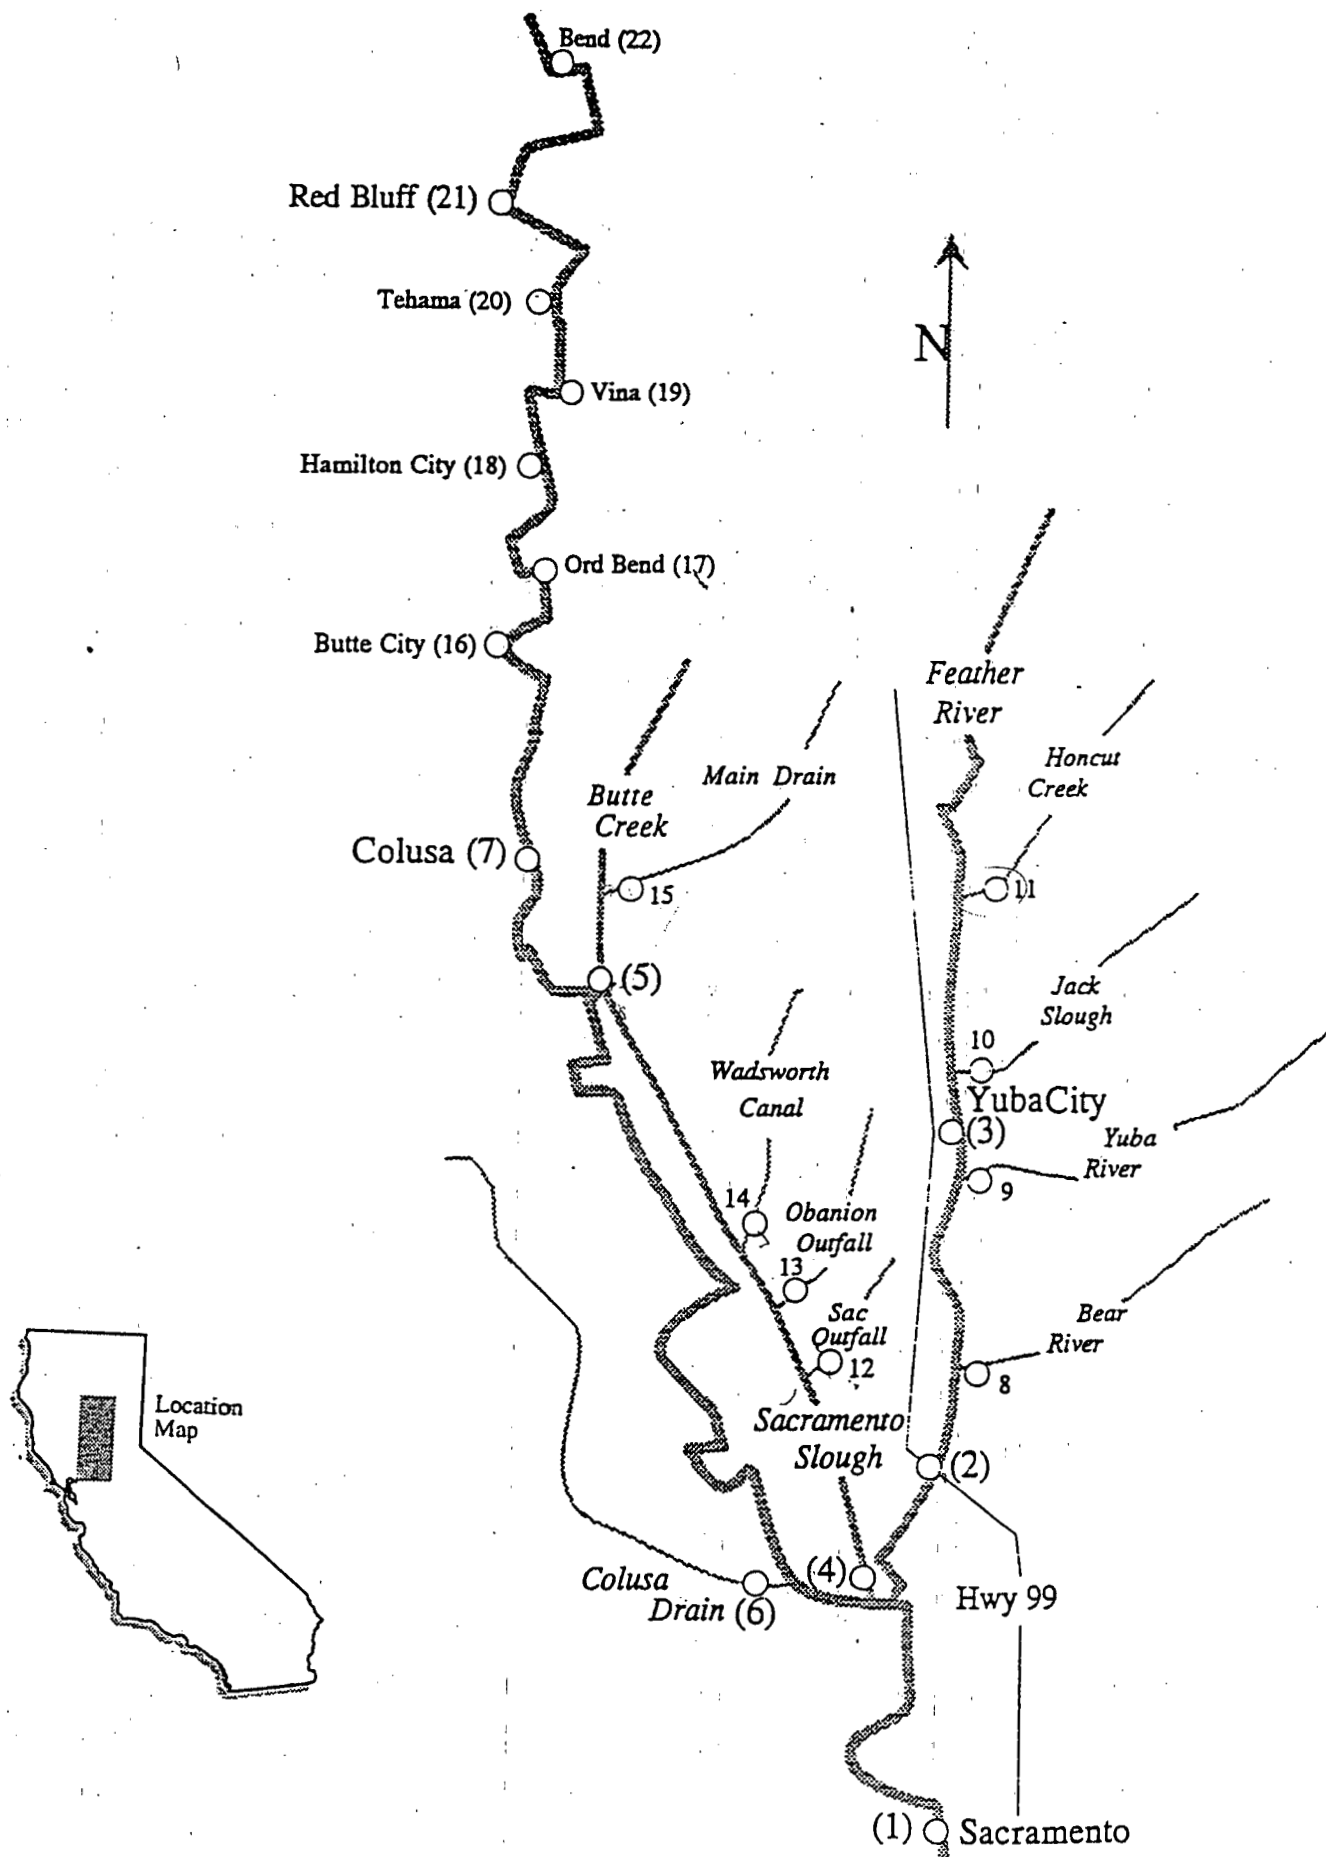 Bend (22)
Red Bluff (21)
Tehama (20)
N
Vina (19)
Hamilton City (18)
Ord Bend (17)
Butte City (16)
Feather
River
Honcut
Creek
Main Drain
Butte
Creek
Colusa (7)
15
11
(5)
Jack
Slough
10
Wadsworth
Canal
YubaCity
(3)
Yuba
River
9
14
Obanion
Outfall
13
Sac
Outfall
12
Bear
River
8
Location
Map
Sacramento
Slough
(2)
(4)
Colusa
Drain (6)
Hwy 99
(1) Sacramento